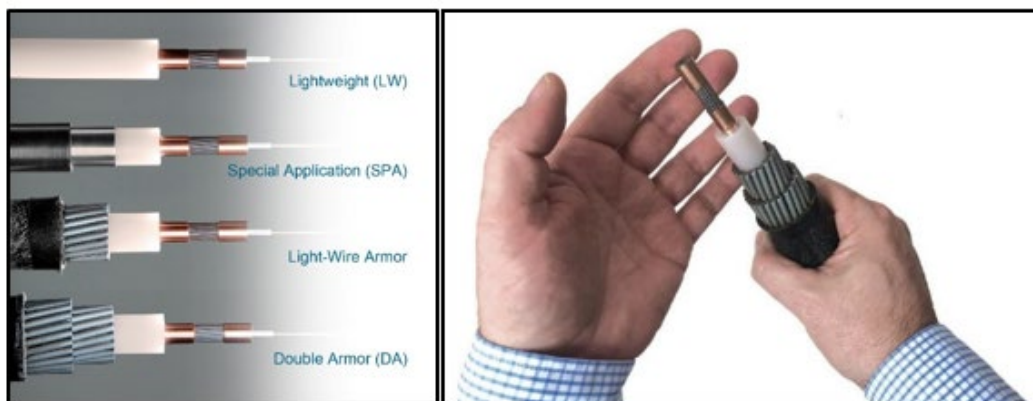 Lightweight (LW)
Special Application (SPA)
Light-Wire Armor
Double Armor (DA)